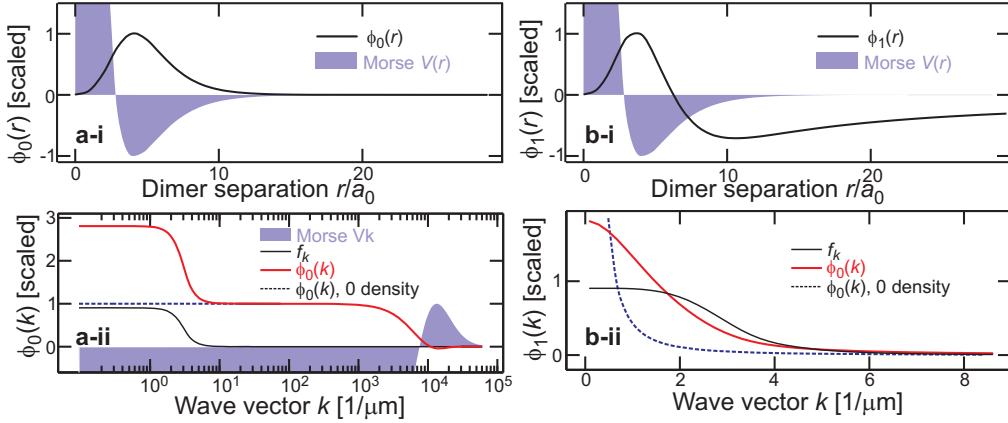 ϕ0(r) [scaled]
1
0
-1
ϕ0(r)
Morse V(r)
a-i
0
10
20
Dimer separation r/a0
ϕ1(r) [scaled]
1
0
-1
ϕ1(r)
Morse V(r)
b-i
0
10
20
Dimer separation r/a0
ϕ0(k) [scaled]
3
2
1
0
Morse Vk
fk
ϕ0(k)
ϕ0(k), 0 density
a-ii
10^0
10^1
10^2
10^3
10^4
10^5
Wave vector k [1/μm]
ϕ1(k) [scaled]
1
0
fk
ϕ0(k)
ϕ0(k), 0 density
b-ii
0
2
4
6
8
Wave vector k [1/μm]